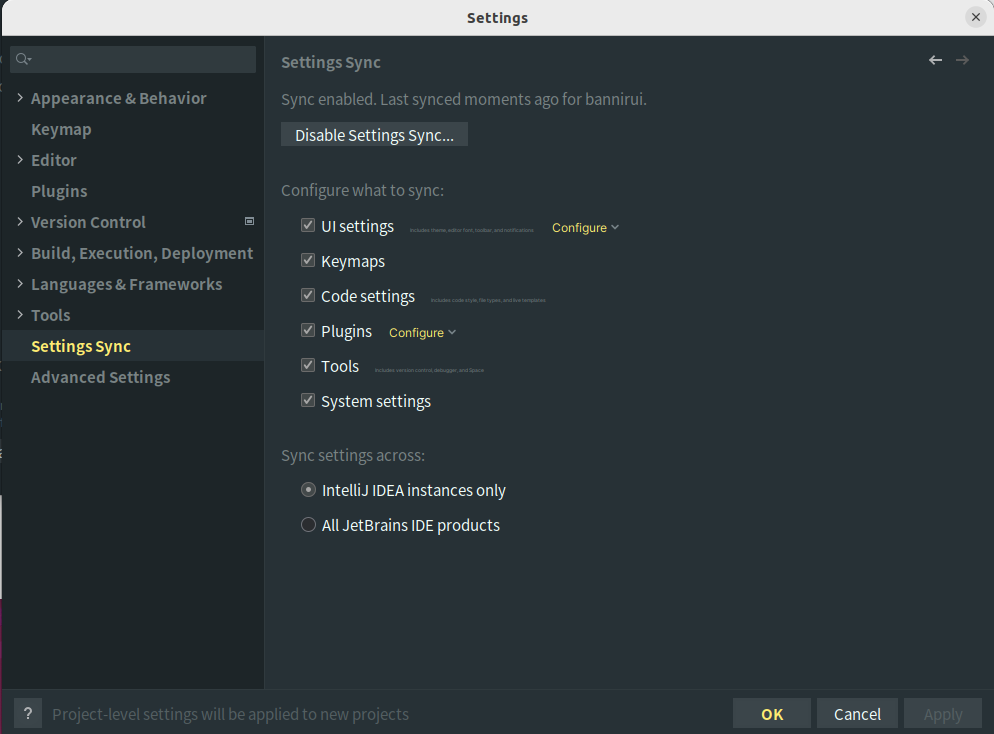 Settings
Settings Sync
Appearance & Behavior
Keymap
Editor
Plugins
Version Control
Build, Execution, Deployment
Languages & Frameworks
Tools
Settings Sync
Advanced Settings
Sync enabled. Last synced moments ago for bannirui.
Disable Settings Sync...
Configure what to sync:
UI settings Includes theme, editor font, toolbar, and notifications Configure
Keymaps
Code settings Includes code style, file types, and live templates
Plugins Configure
Tools Includes version control, debugger, and Space
System settings
Sync settings across:
IntelliJ IDEA instances only
All JetBrains IDE products
? Project-level settings will be applied to new projects
OK Cancel Apply